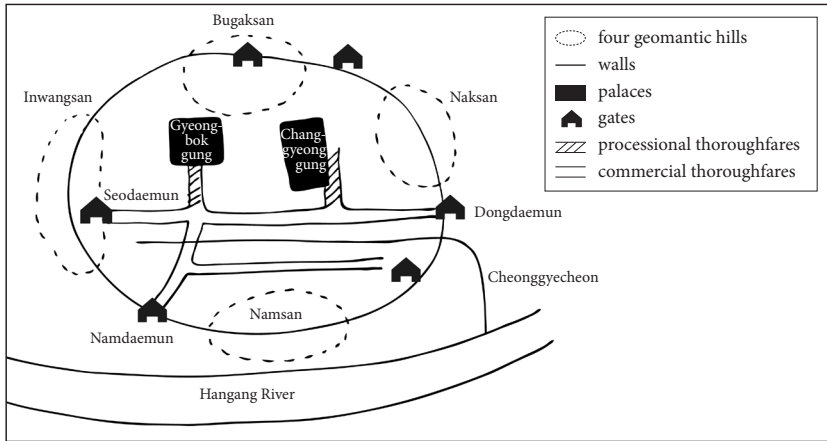 Bugaksan
Inwangsan
Naksan
Gyeong-
bok
gung
Chang-
gyeong
gung
Seodaemun
Dongdaemun
Cheonggyecheon
Namsan
Namdaemun
Hangang River
four geomantic hills
walls
palaces
gates
processional thoroughfares
commercial thoroughfares